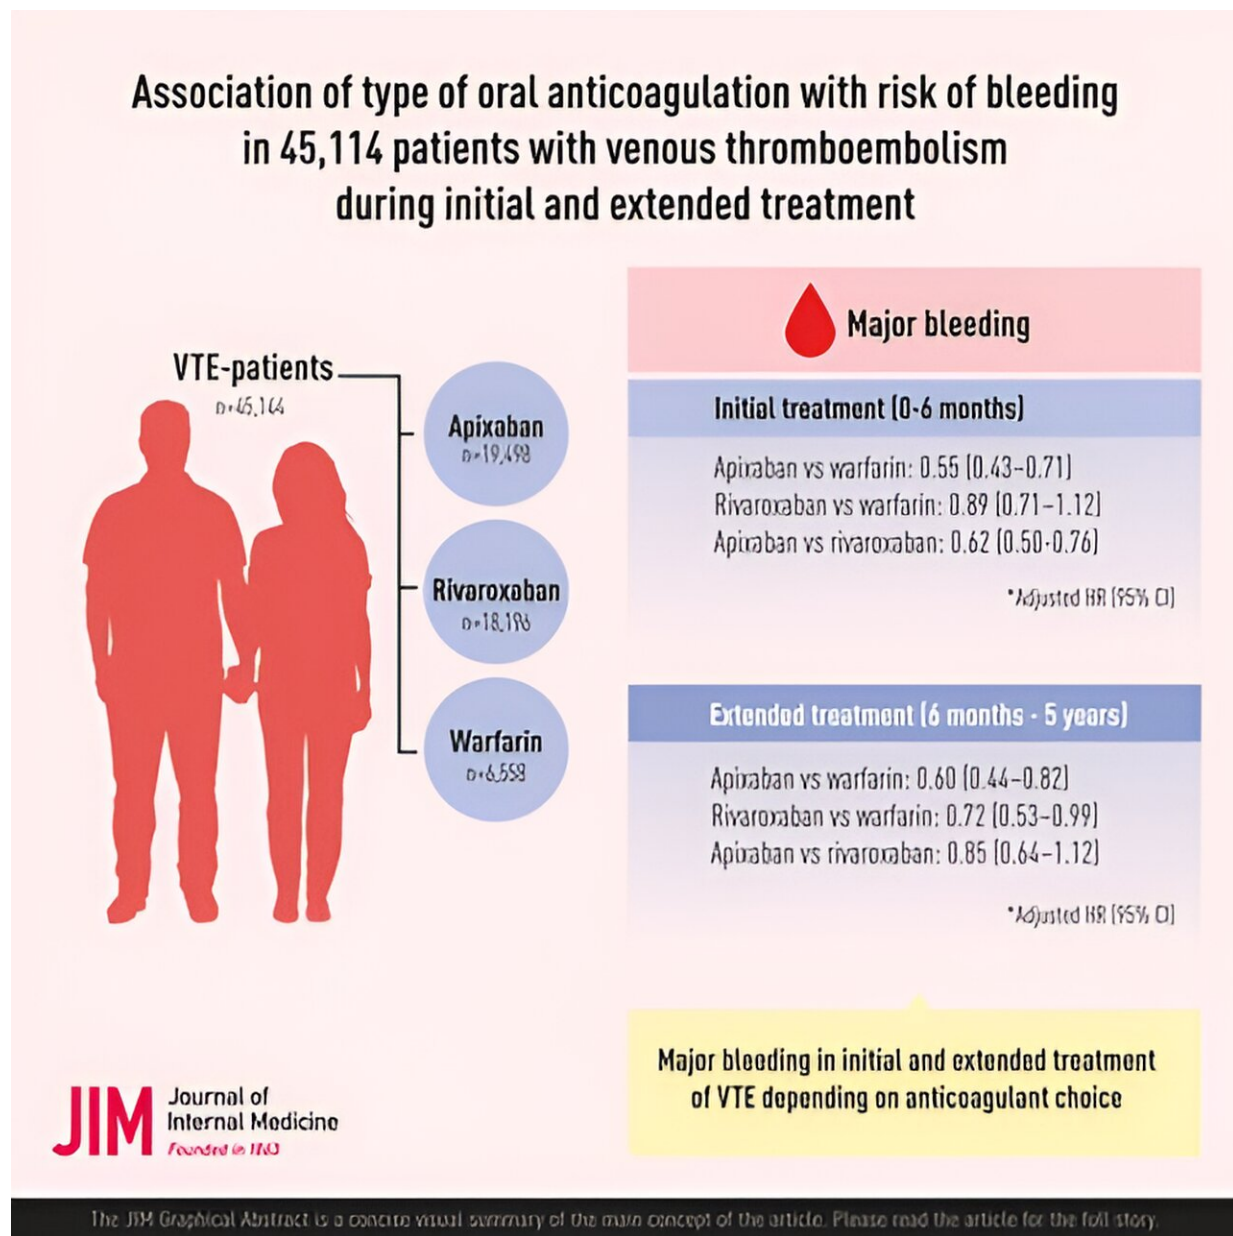 Association of type of oral anticoagulation with risk of bleeding
in 45,114 patients with venous thromboembolism
during initial and extended treatment
VTE-patients
Apixaban
Rivaroxaban
Warfarin
Major bleeding
Initial treatment (0-6 months)
Apixaban vs warfarin: 0.55 (0.43–0.71)
Rivaroxaban vs warfarin: 0.89 (0.71–1.12)
Apixaban vs rivaroxaban: 0.62 (0.50-0.76)
*Adjusted HR (95% CI)
Extended treatment (6 months - 5 years)
Apixaban vs warfarin: 0.60 (0.44–0.82)
Rivaroxaban vs warfarin: 0.72 (0.53–0.99)
Apixaban vs rivaroxaban: 0.85 (0.64–1.12)
*Adjusted HR (95% CI)
Major bleeding in initial and extended treatment
of VTE depending on anticoagulant choice
JIM
Journal of
Internal Medicine
Founded in
The JIM Graphical Abstract is a concise visual summary of the main concept of the article. Please read the article for the full story.